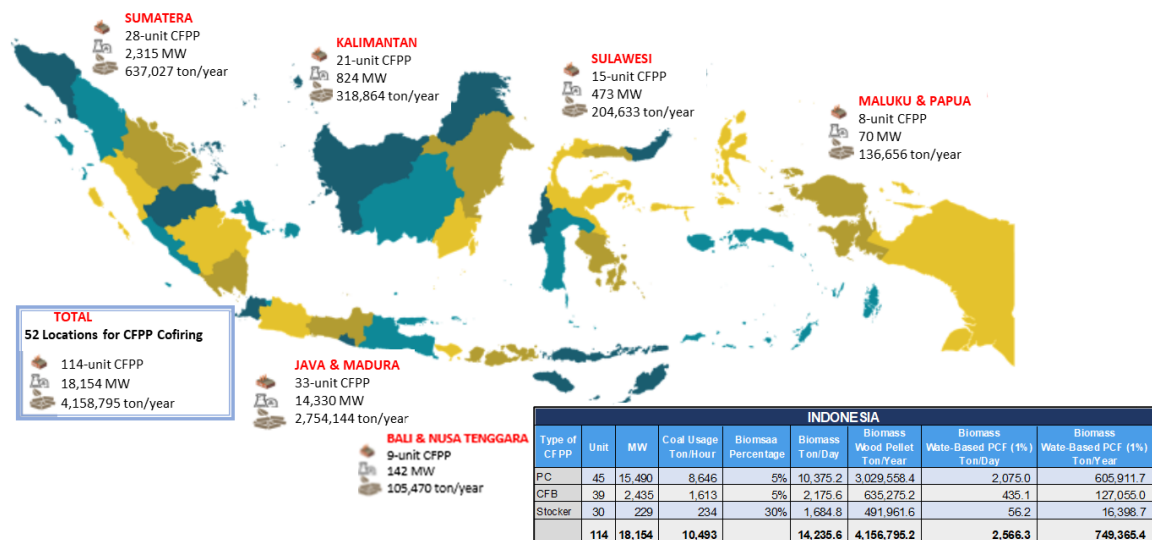 SUMATERA
28-unit CFPP
2,315 MW
637,027 ton/year
KALIMANTAN
21-unit CFPP
824 MW
318,864 ton/year
SULAWESI
15-unit CFPP
473 MW
204,633 ton/year
MALUKU & PAPUA
8-unit CFPP
70 MW
136,656 ton/year
TOTAL
52 Locations for CFPP Cofiring
114-unit CFPP
18,154 MW
4,158,795 ton/year
JAVA & MADURA
33-unit CFPP
14,330 MW
2,754,144 ton/year
BALI & NUSA TENGGARA
9-unit CFPP
142 MW
105,470 ton/year
INDONESIA
Type of CFPP Unit MW Coal Usage Ton/Hour Biomsaa Percentage Biomass Ton/Day Biomass Wood Pellet Ton/Year Biomass Wate-Based PCF (1%) Ton/Day Biomass Wate-Based PCF (1%) Ton/Year
PC 45 15,490 8,646 5% 10,375.2 3,029,558.4 2,075.0 605,911.7
CFB 39 2,435 1,613 5% 2,175.6 635,275.2 435.1 127,055.0
Stocker 30 229 234 30% 1,684.8 491,961.6 56.2 16,398.7
114 18,154 10,493 14,235.6 4,156,795.2 2,566.3 749,365.4